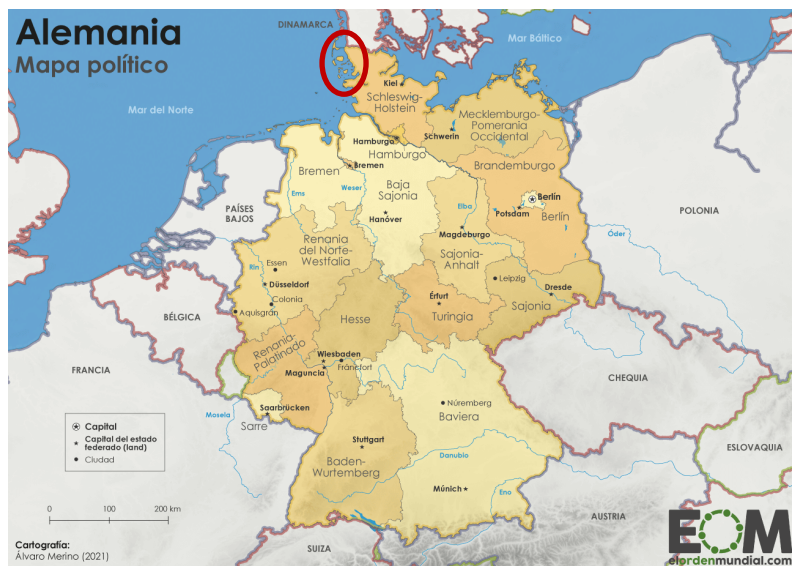 Alemania
Mapa político
DINAMARCA
Mar Báltico
Mar del Norte
Kiel
Schleswig-
Holstein
Mecklemburgo-
Pomerania
Occidental
Schwerin
Hamburgo
Hamburgo
Bremen
Bremen
Brandemburgo
Weser
Ems
Baja
Sajonia
Elba
Berlín
Potsdam
Berlín
PAÍSES
BAJOS
Hanóver
POLONIA
Magdeburgo
Óder
Renania
del Norte-
Westfalia
Sajonia-
Anhalt
Rin
Essen
Düsseldorf
Colonia
Aquisgrán
Leipzig
Dresde
Érfurt
Sajonia
BÉLGICA
Hesse
Turingia
Renania-
Palatinado
Wiesbaden
Fráncfort
Maguncia
FRANCIA
CHEQUIA
Núremberg
Baviera
Mosela
Saarbrücken
Sarre
Capital
Capital del estado
federado (land)
Ciudad
Stuttgart
Baden-
Wurtemberg
Danubio
ESLOVAQUIA
Múnich
Eno
0 100 200 km
AUSTRIA
SUIZA
Cartografía:
Álvaro Merino (2021)
EOM
elordenmundial.com